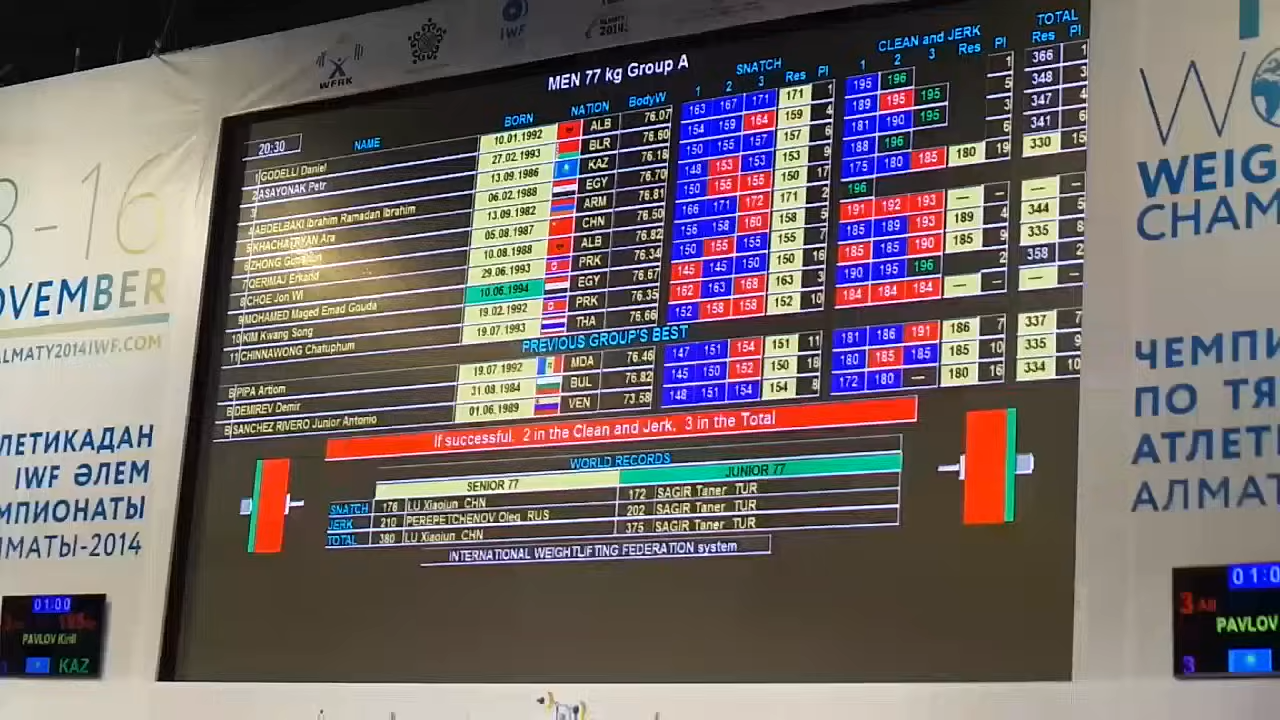 WFRK
IWF
ALMATY 2014
MEN 77 kg Group A
SNATCH CLEAN and JERK TOTAL
20:30 NAME BORN NATION BodyW 1 2 3 Res Pl 1 2 3 Res Pl Res Pl
1 GODELLI Daniel 10.01.1992 ALB 76.07 163 167 171 171 1 195 196 1 366 1
2 ASAYONAK Petr 27.02.1993 BLR 76.60 154 159 164 159 4 189 195 195 5 348 3
3 13.09.1986 KAZ 76.18 150 155 157 157 6 181 190 195 3 347 4
4 ABDELBAKI Ibrahim Ramadan Ibrahim 06.02.1988 EGY 76.70 148 153 153 153 9 188 196 6 341 6
5 KHACHATRYAN Ara 13.09.1982 ARM 76.81 150 155 155 150 17 175 180 185 180 19 330 15
6 ZHONG 05.08.1987 CHN 76.50 166 171 172 171 2 196
7 QERIMAJ Erkand 10.08.1988 ALB 76.82 156 158 160 158 5 191 192 193 — —
8 CHOE Jon Wi 29.06.1993 PRK 76.34 150 155 155 155 7 185 189 193 189 4 344 5
9 MOHAMED Maged Emad Gouda 10.06.1994 EGY 76.67 145 145 150 150 16 185 185 190 185 9 335 8
10 KIM Kwang Song 19.02.1992 PRK 76.35 162 163 168 163 3 190 195 196 2 358 2
11 CHINNAWONG Chatuphum 19.07.1993 THA 76.66 152 158 158 152 10 184 184 184 — —
PREVIOUS GROUP'S BEST
B PIPA Artiom 19.07.1992 MDA 76.46 147 151 154 151 11 181 186 191 186 7 337 7
B DEMIREV Demir 31.08.1984 BUL 76.82 145 150 152 150 18 180 185 185 185 10 335 9
B SANCHEZ RIVERO Junior Antonio 01.06.1989 VEN 73.58 148 151 154 154 8 172 180 — 180 16 334 10
If successful. 2 in the Clean and Jerk, 3 in the Total
WORLD RECORDS
SENIOR 77 JUNIOR 77
SNATCH 176 LU Xiaojun CHN 172 SAGIR Taner TUR
JERK 210 PEREPETCHENOV Oleg RUS 202 SAGIR Taner TUR
TOTAL 380 LU Xiaojun CHN 375 SAGIR Taner TUR
INTERNATIONAL WEIGHTLIFTING FEDERATION system
8-16
OVEMBER
ALMATY2014IWF.COM
ЛЕТИКАДАН
IWF ӘЛЕМ
МПИОНАТЫ
ЛМАТЫ-2014
01:00
PAVLOV Kirill
KAZ
WO
WEIG
CHAM
ЧЕМПИ
ПО ТЯ
АТЛЕТИ
АЛМАТ
01:0
3 Att
PAVLOV
3